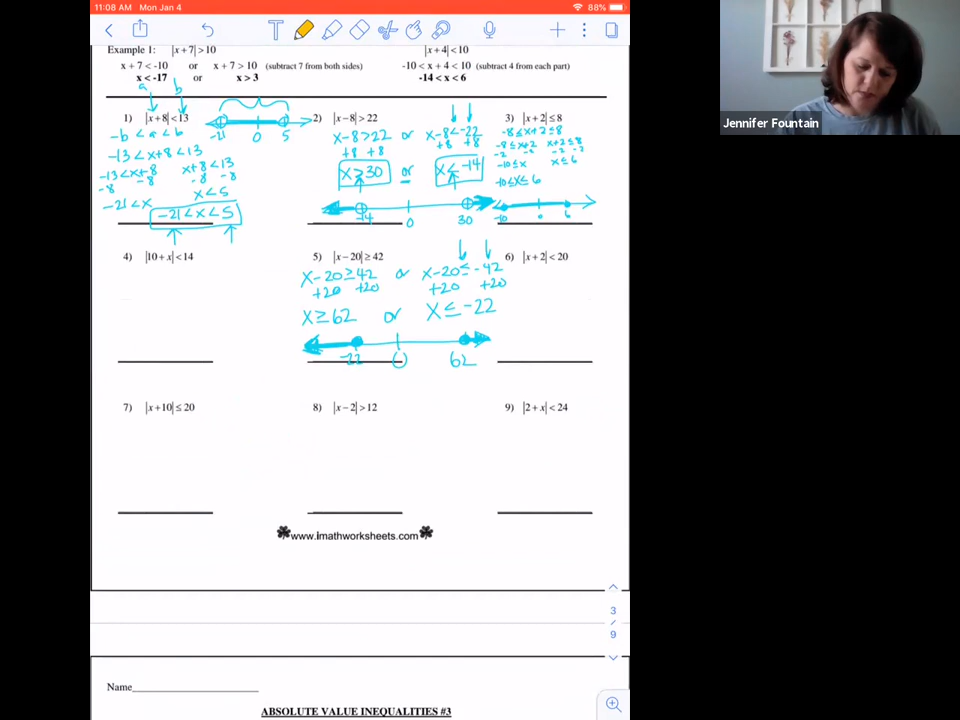 11:08 AM Mon Jan 4
88%
Example 1: |x + 7| > 10
|x + 4| < 10
x + 7 < -10 or x + 7 > 10 (subtract 7 from both sides)
-10 < x + 4 < 10 (subtract 4 from each part)
x < -17 or x > 3
-14 < x < 6
a b
1) |x + 8| < 13
-b < a < b
-13 < x+8 < 13
-13 < x+8 x+8 < 13
-8 -8 -8 -8
x < 5
-21 < x
-21 < x < 5
-21 0 5
2) |x − 8| > 22
x-8 > 22 or x-8 < -22
+8 +8 +8 +8
x > 30 or x < -14
-14 0 30
3) |x + 2| ≤ 8
-8 ≤ x+2 ≤ 8
-8 ≤ x+2 x+2 ≤ 8
-2 -2 -2 -2
-10 ≤ x x ≤ 6
-10 ≤ x ≤ 6
-10 0 6
4) |10 + x| < 14
5) |x − 20| ≥ 42
x-20 ≥ 42 or x-20 ≤ -42
+20 +20 +20 +20
x ≥ 62 or x ≤ -22
-22 0 62
6) |x + 2| < 20
7) |x + 10| ≤ 20
8) |x − 2| > 12
9) |2 + x| < 24
www.imathworksheets.com
3
/
9
Name
ABSOLUTE VALUE INEQUALITIES #3
Jennifer Fountain